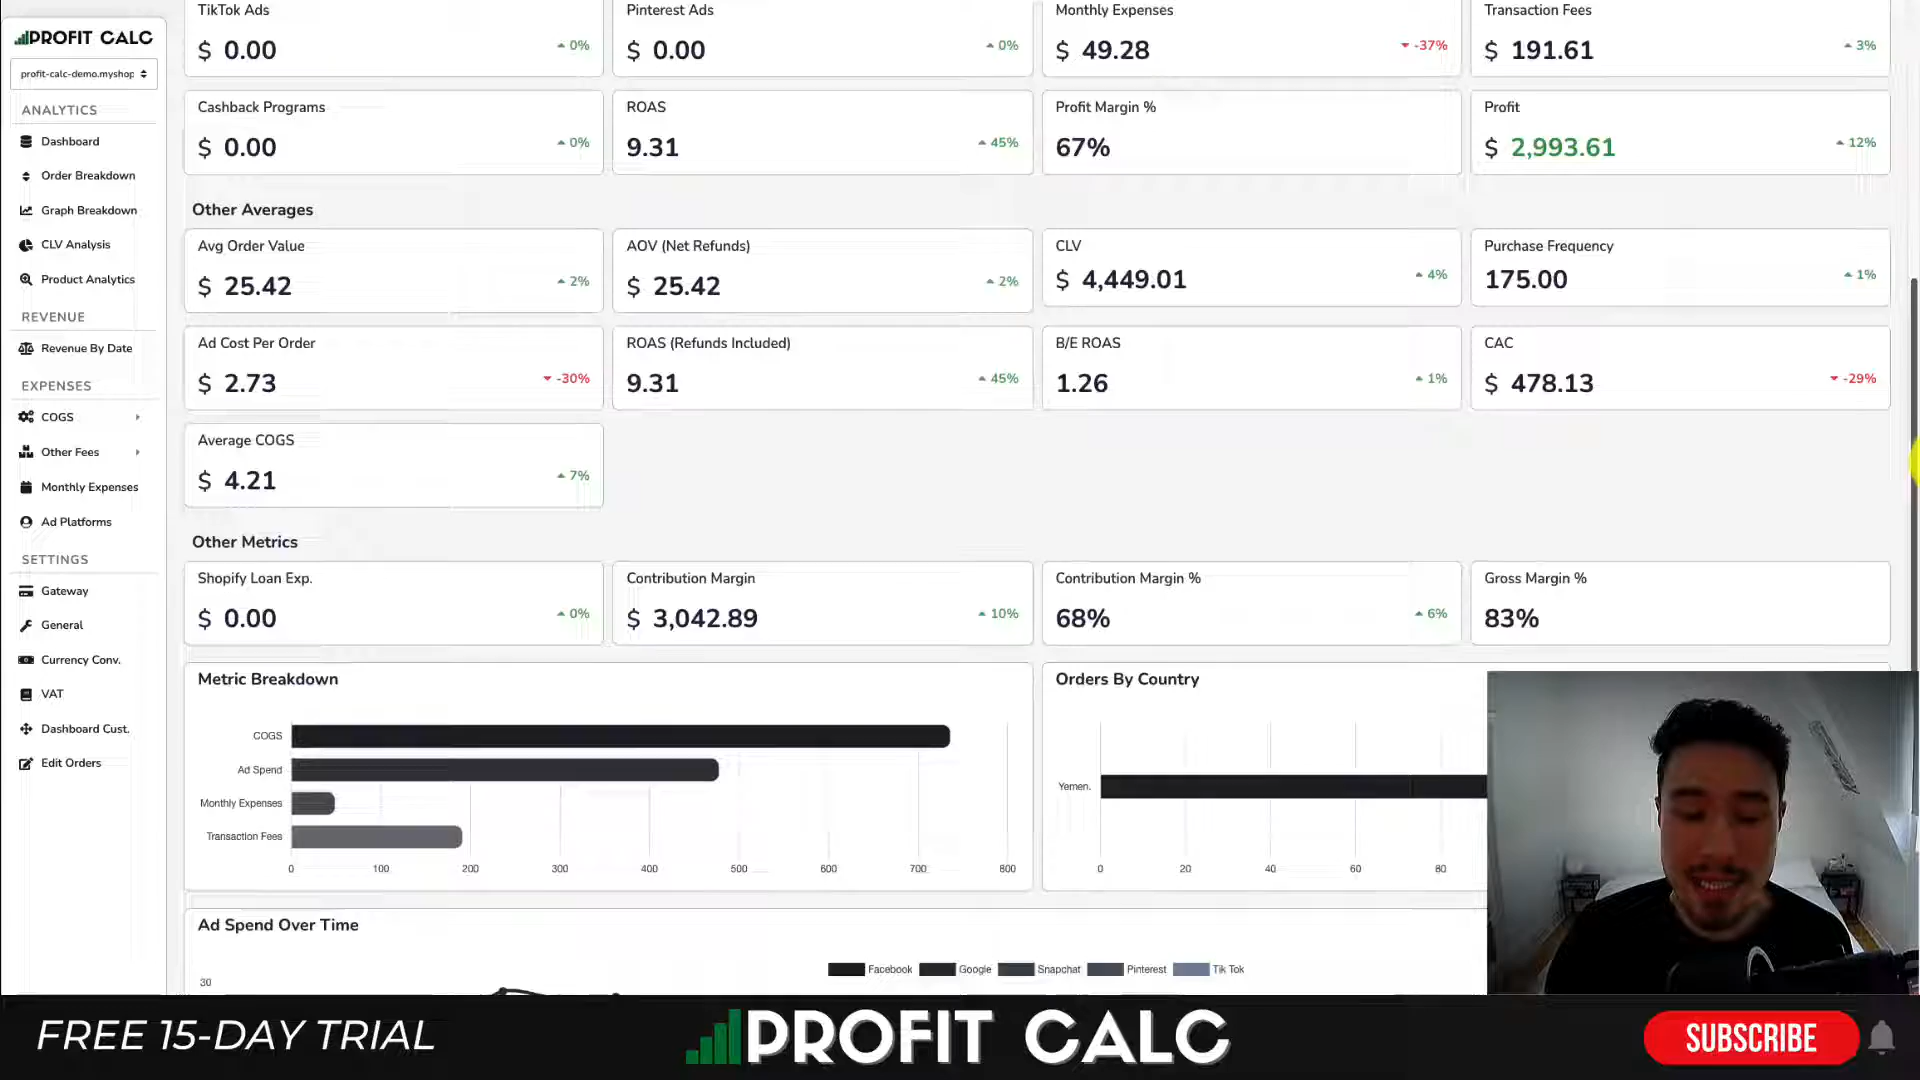 PROFIT CALC
profit-calc-demo.myshop
ANALYTICS
Dashboard
Order Breakdown
Graph Breakdown
CLV Analysis
Product Analytics
REVENUE
Revenue By Date
EXPENSES
COGS
Other Fees
Monthly Expenses
Ad Platforms
SETTINGS
Gateway
General
Currency Conv.
VAT
Dashboard Cust.
Edit Orders
TikTok Ads
$ 0.00
0%
Pinterest Ads
$ 0.00
0%
Monthly Expenses
$ 49.28
-37%
Transaction Fees
$ 191.61
3%
Cashback Programs
$ 0.00
0%
ROAS
9.31
45%
Profit Margin %
67%
Profit
$ 2,993.61
12%
Other Averages
Avg Order Value
$ 25.42
2%
AOV (Net Refunds)
$ 25.42
2%
CLV
$ 4,449.01
4%
Purchase Frequency
175.00
1%
Ad Cost Per Order
$ 2.73
-30%
ROAS (Refunds Included)
9.31
45%
B/E ROAS
1.26
1%
CAC
$ 478.13
-29%
Average COGS
$ 4.21
7%
Other Metrics
Shopify Loan Exp.
$ 0.00
0%
Contribution Margin
$ 3,042.89
10%
Contribution Margin %
68%
6%
Gross Margin %
83%
Metric Breakdown
COGS
Ad Spend
Monthly Expenses
Transaction Fees
0 100 200 300 400 500 600 700 800
Orders By Country
Yemen.
0 20 40 60 80
Ad Spend Over Time
Facebook Google Snapchat Pinterest Tik Tok
30
FREE 15-DAY TRIAL
PROFIT CALC
SUBSCRIBE